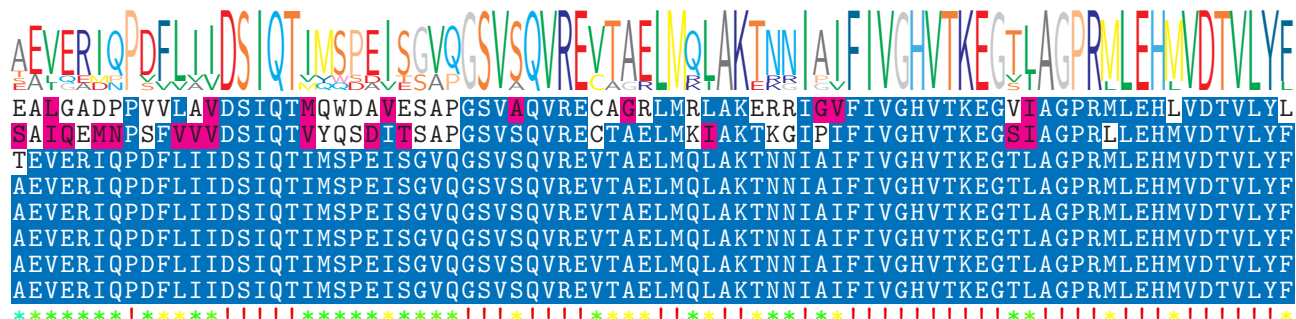 AEVERIQPDFLIIDSIQTIMSPEISGVQGSVSQVREVTAELMQLAKTNNIAIFIVGHVTKEGTLAGPRMLEHMVDTVLYF
EALGADPPVVLAVDSIQTMQWDAVESAPGSVAQVRECAGRLMRLAKERRIGVFIVGHVTKEGVIAGPRMLEHLVDTVLYL
SAIQEMNPSFVVVDSIQTVYQSDITSAPGSVSQVRECTAELMKIAKTKGIPIFIVGHVTKEGSIAGPRLLEHMVDTVLYF
TEVERIQPDFLIIDSIQTIMSPEISGVQGSVSQVREVTAELMQLAKTNNIAIFIVGHVTKEGTLAGPRMLEHMVDTVLYF
AEVERIQPDFLIIDSIQTIMSPEISGVQGSVSQVREVTAELMQLAKTNNIAIFIVGHVTKEGTLAGPRMLEHMVDTVLYF
AEVERIQPDFLIIDSIQTIMSPEISGVQGSVSQVREVTAELMQLAKTNNIAIFIVGHVTKEGTLAGPRMLEHMVDTVLYF
AEVERIQPDFLIIDSIQTIMSPEISGVQGSVSQVREVTAELMQLAKTNNIAIFIVGHVTKEGTLAGPRMLEHMVDTVLYF
AEVERIQPDFLIIDSIQTIMSPEISGVQGSVSQVREVTAELMQLAKTNNIAIFIVGHVTKEGTLAGPRMLEHMVDTVLYF
AEVERIQPDFLIIDSIQTIMSPEISGVQGSVSQVREVTAELMQLAKTNNIAIFIVGHVTKEGTLAGPRMLEHMVDTVLYF
*******!*****!!!!!**********!!!*!!!!****!!**!!***!**!!!!!!!!!!**!!!!*!!!*!!!!!!*